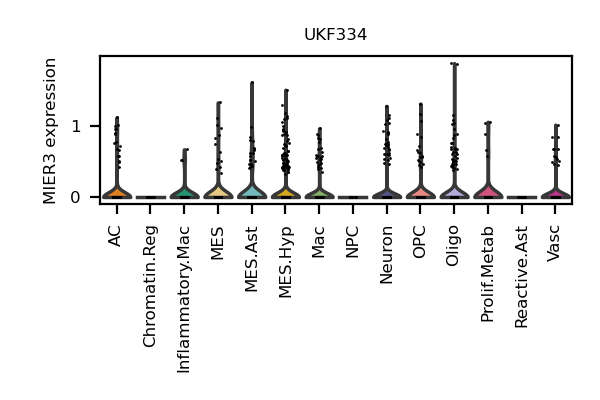 UKF334
MIER3 expression
1
0
AC
Chromatin.Reg
Inflammatory.Mac
MES
MES.Ast
MES.Hyp
Mac
NPC
Neuron
OPC
Oligo
Prolif.Metab
Reactive.Ast
Vasc